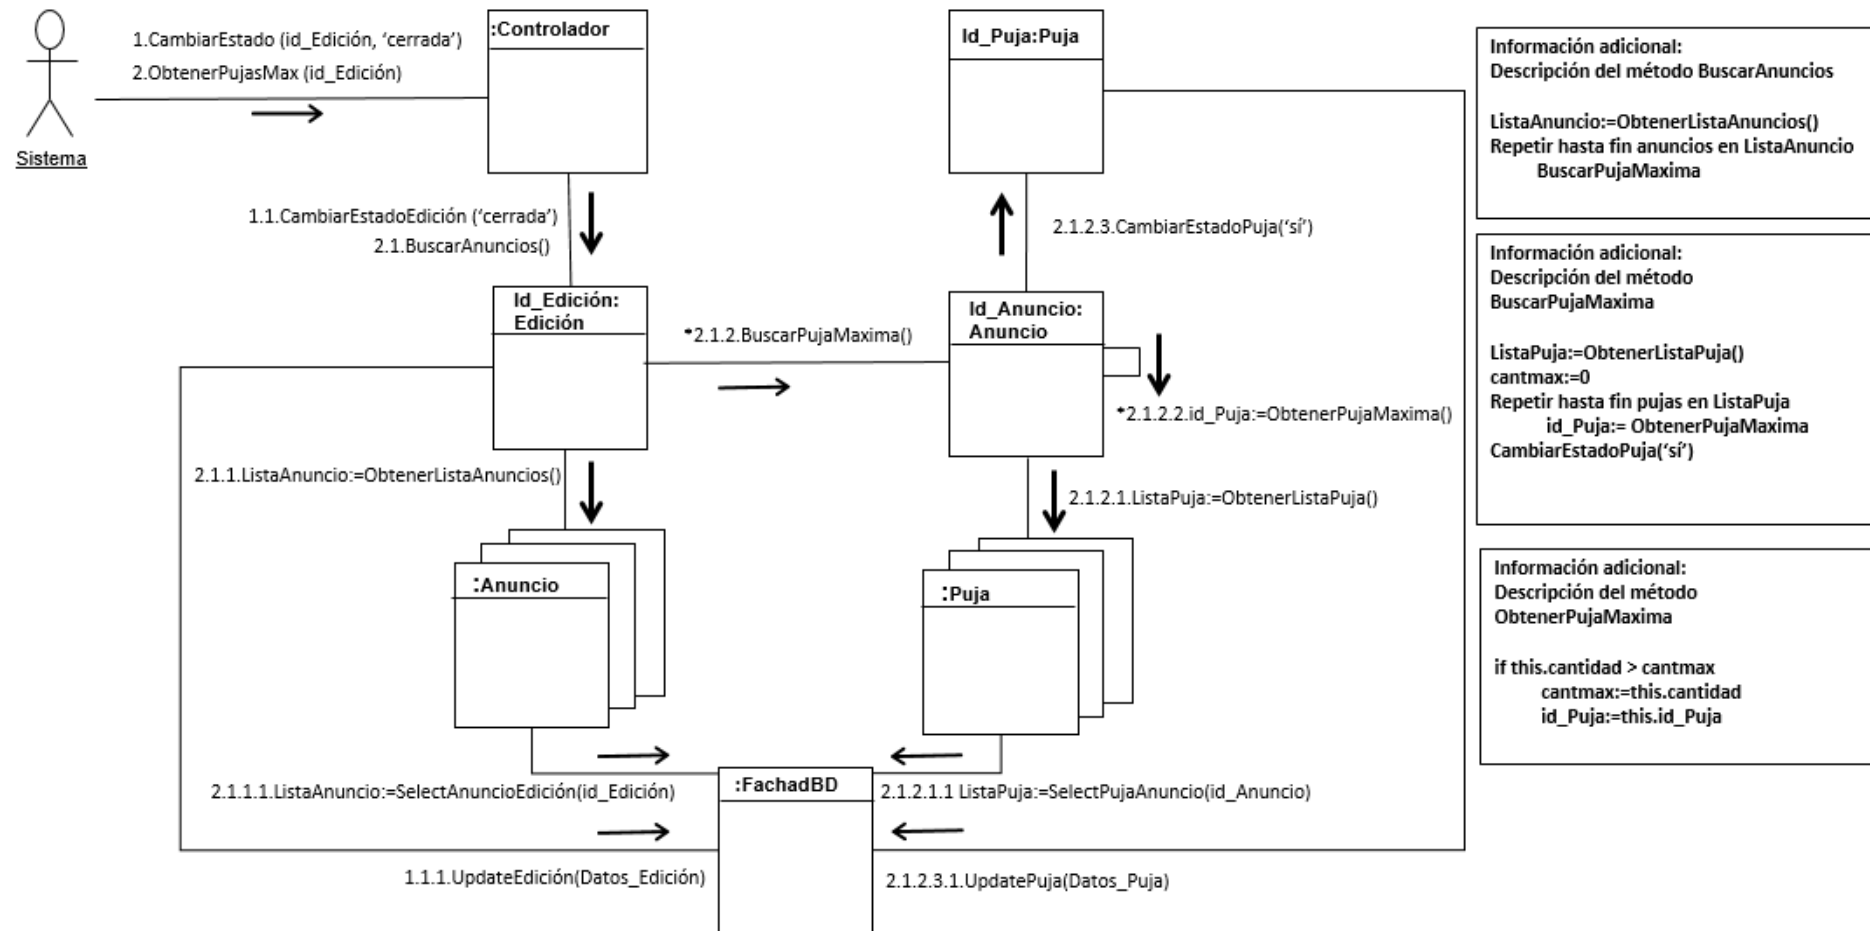 1.CambiarEstado (id_Edición, ‘cerrada’)
2.ObtenerPujasMax (id_Edición)
Sistema
:Controlador
Id_Puja:Puja
1.1.CambiarEstadoEdición (‘cerrada’)
2.1.BuscarAnuncios()
2.1.2.3.CambiarEstadoPuja(‘sí’)
Id_Edición:
Edición
*2.1.2.BuscarPujaMaxima()
Id_Anuncio:
Anuncio
*2.1.2.2.id_Puja:=ObtenerPujaMaxima()
2.1.1.ListaAnuncio:=ObtenerListaAnuncios()
2.1.2.1.ListaPuja:=ObtenerListaPuja()
:Anuncio
:Puja
2.1.1.1.ListaAnuncio:=SelectAnuncioEdición(id_Edición)
:FachadBD
2.1.2.1.1 ListaPuja:=SelectPujaAnuncio(id_Anuncio)
1.1.1.UpdateEdición(Datos_Edición)
2.1.2.3.1.UpdatePuja(Datos_Puja)
Información adicional:
Descripción del método BuscarAnuncios
ListaAnuncio:=ObtenerListaAnuncios()
Repetir hasta fin anuncios en ListaAnuncio
BuscarPujaMaxima
Información adicional:
Descripción del método
BuscarPujaMaxima
ListaPuja:=ObtenerListaPuja()
cantmax:=0
Repetir hasta fin pujas en ListaPuja
id_Puja:= ObtenerPujaMaxima
CambiarEstadoPuja(‘sí’)
Información adicional:
Descripción del método
ObtenerPujaMaxima
if this.cantidad > cantmax
cantmax:=this.cantidad
id_Puja:=this.id_Puja